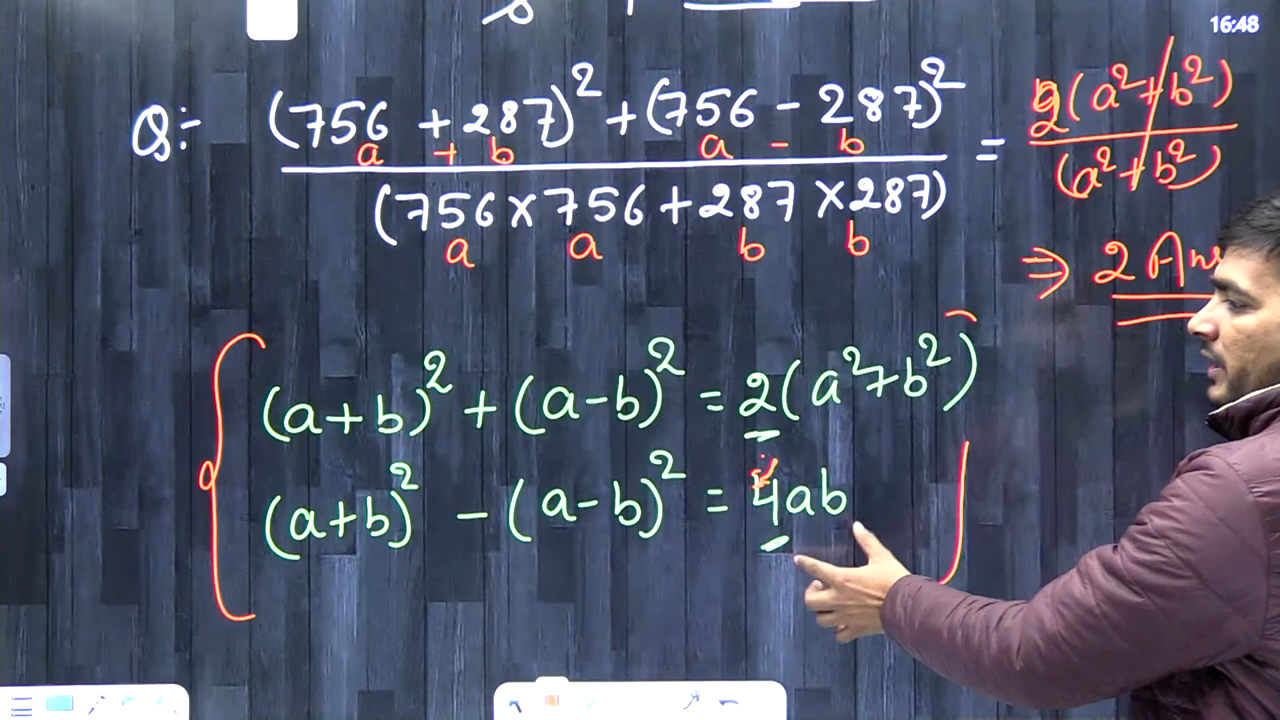 16:48
Q:- (756 + 287)² + (756 - 287)² = 2(a²+b²)
a + b a - b (a²+b²)
(756 × 756 + 287 × 287)
a a b b
⇒ 2 Ans
(a+b)² + (a-b)² = 2(a²+b²)
(a+b)² - (a-b)² = 4ab